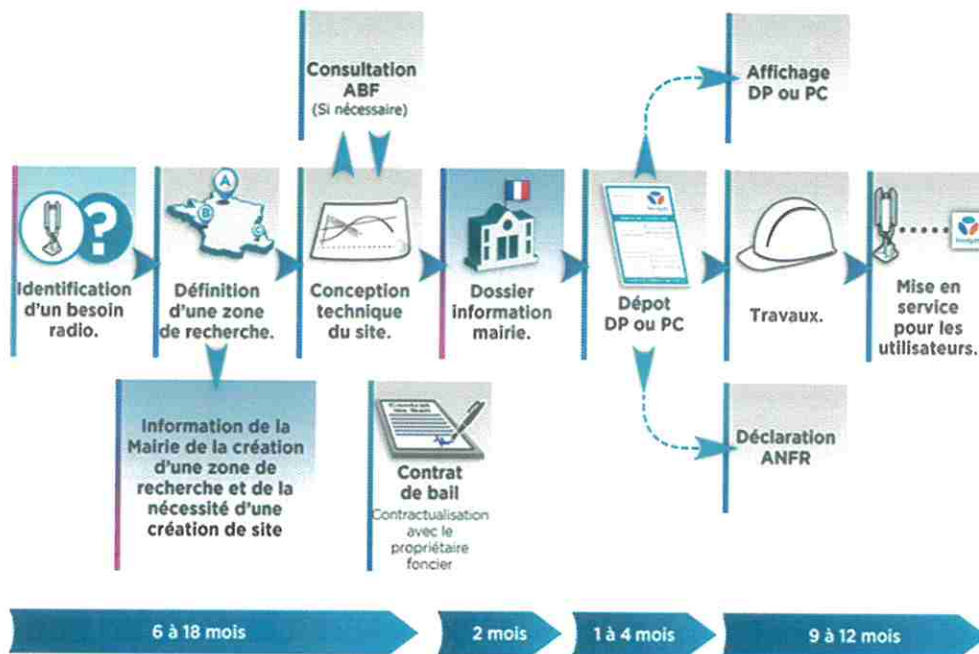 Consultation
ABF
(Si nécessaire)
Affichage
DP ou PC
A
B
C
Identification
d'un besoin
radio.
Définition
d'une zone
de recherche.
Conception
technique
du site.
Dossier
information
mairie.
Dépot
DP ou PC
Travaux.
Mise en
service
pour les
utilisateurs.
Information de la
Mairie de la création
d'une zone de
recherche et de la
nécessité d'une
création de site
Contrat
de bail
Contrat
de bail
Contractualisation
avec le
propriétaire
foncier
Déclaration
ANFR
6 à 18 mois
2 mois
1 à 4 mois
9 à 12 mois